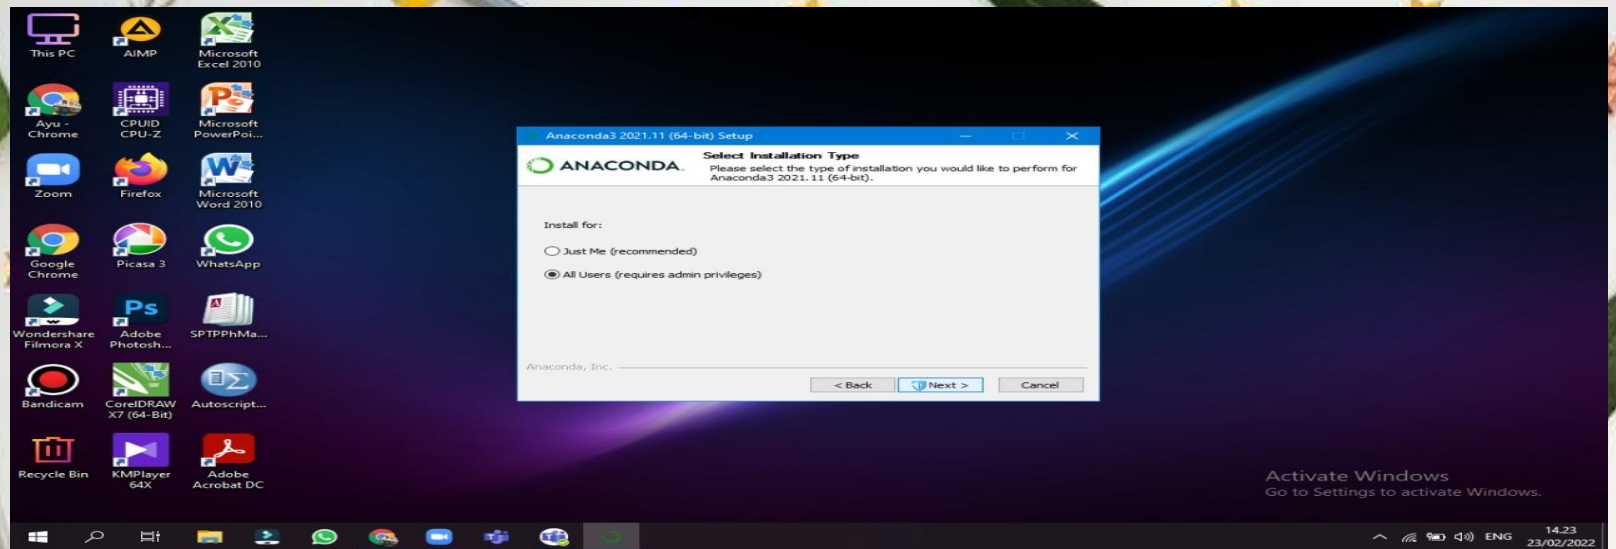 This PC
AIMP
Microsoft
Excel 2010
Ayu -
Chrome
CPUID
CPU-Z
Microsoft
PowerPoi...
Zoom
Firefox
Microsoft
Word 2010
Google
Chrome
Picasa 3
WhatsApp
Wondershare
Filmora X
Ps
Adobe
Photosh...
SPTPPhMa...
Bandicam
CorelDRAW
X7 (64-Bit)
Autoscript...
Recycle Bin
KMPlayer
64X
Adobe
Acrobat DC
Anaconda3 2021.11 (64-bit) Setup
ANACONDA.
Select Installation Type
Please select the type of installation you would like to perform for
Anaconda3 2021.11 (64-bit).
Install for:
Just Me (recommended)
All Users (requires admin privileges)
Anaconda, Inc.
< Back
Next >
Cancel
Activate Windows
Go to Settings to activate Windows.
ENG
14.23
23/02/2022